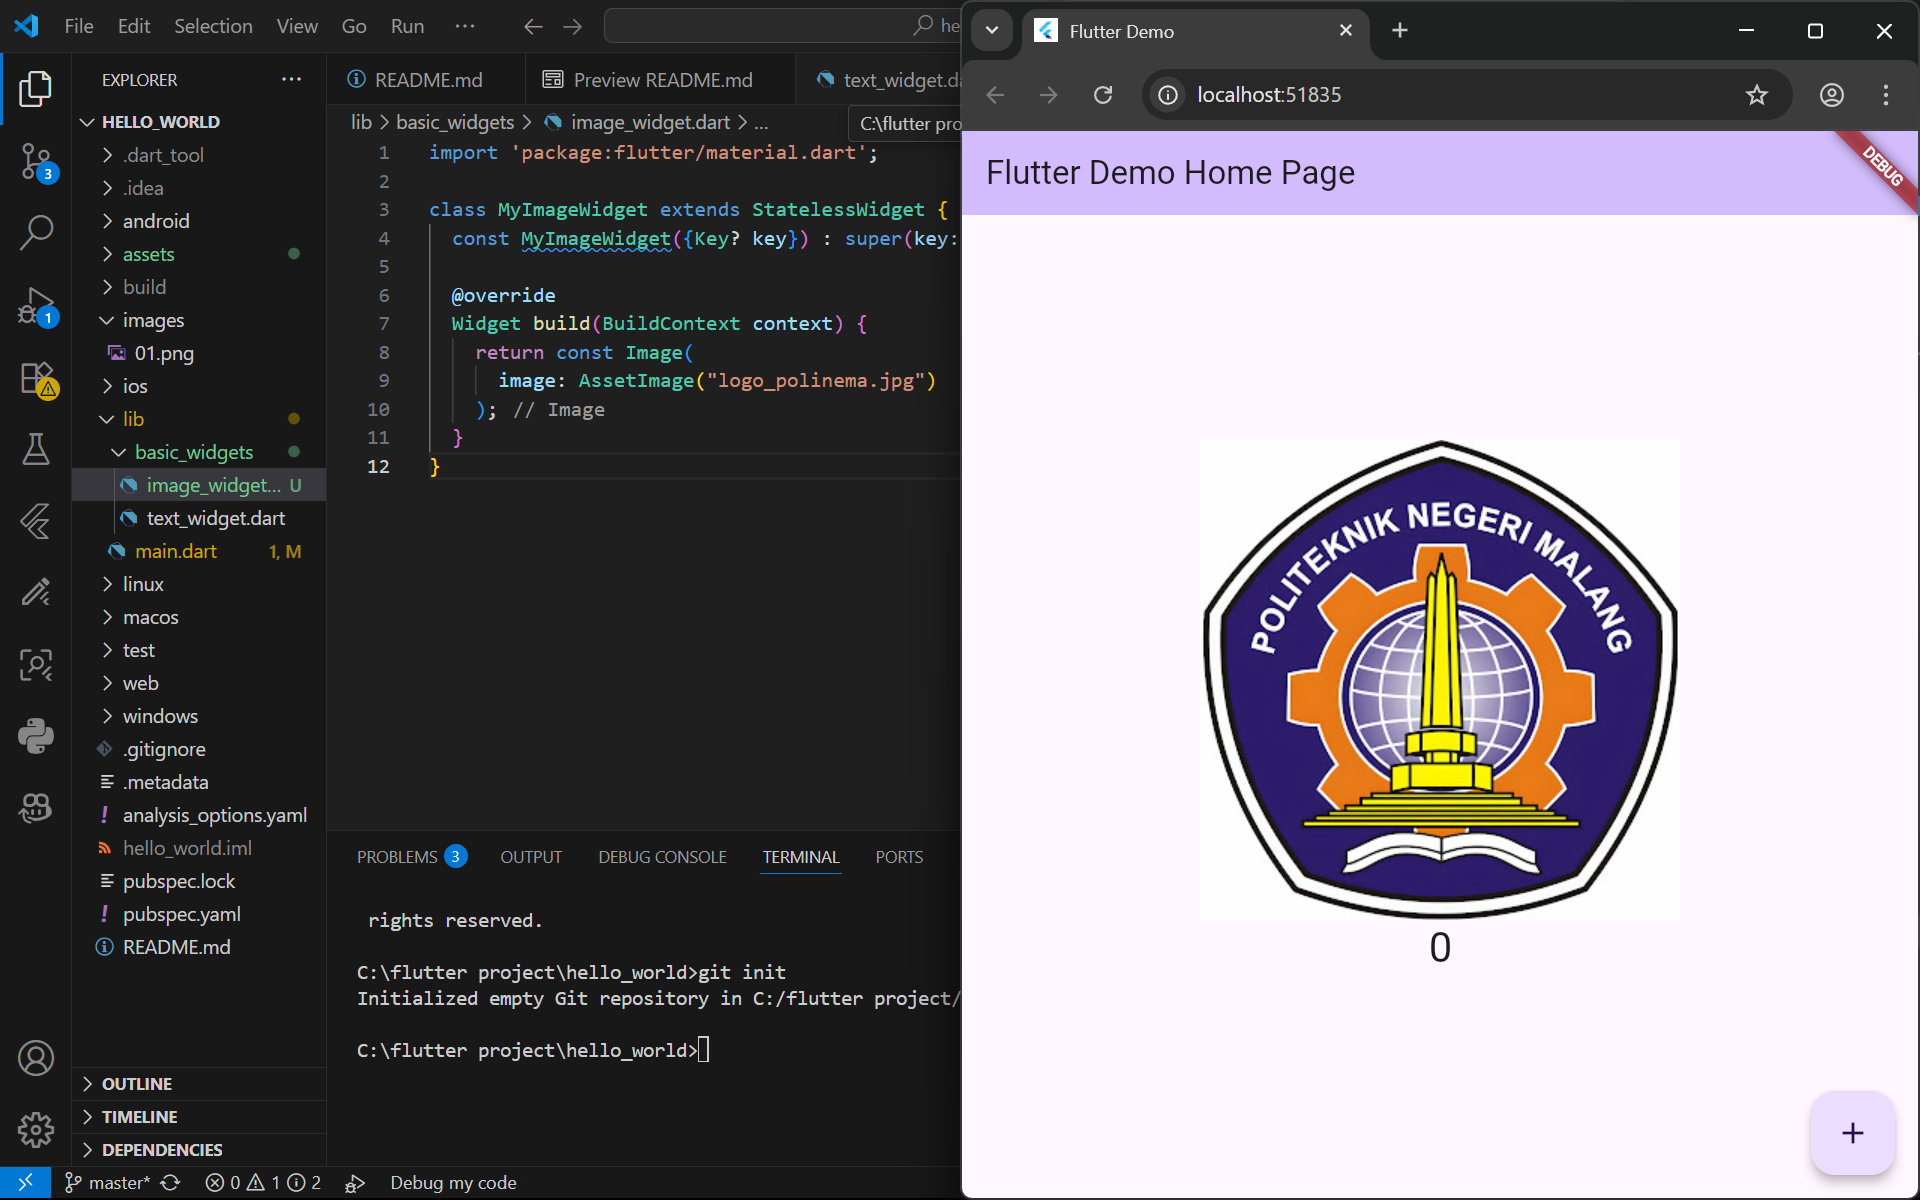 File Edit Selection View Go Run ···
he
EXPLORER ···
HELLO_WORLD
.dart_tool
.idea
android
assets
build
images
01.png
ios
lib
basic_widgets
image_widget... U
text_widget.dart
main.dart 1, M
linux
macos
test
web
windows
.gitignore
.metadata
analysis_options.yaml
hello_world.iml
pubspec.lock
pubspec.yaml
README.md
OUTLINE
TIMELINE
DEPENDENCIES
3
1
README.md Preview README.md text_widget.da
lib > basic_widgets > image_widget.dart > ...
C:\flutter pro
1 import 'package:flutter/material.dart';
2
3 class MyImageWidget extends StatelessWidget {
4 const MyImageWidget({Key? key}) : super(key:
5
6 @override
7 Widget build(BuildContext context) {
8 return const Image(
9 image: AssetImage("logo_polinema.jpg")
10 ); // Image
11 }
12 }
PROBLEMS 3 OUTPUT DEBUG CONSOLE TERMINAL PORTS
rights reserved.
C:\flutter project\hello_world>git init
Initialized empty Git repository in C:/flutter project/
C:\flutter project\hello_world>
master* 0 1 2 Debug my code
Flutter Demo
localhost:51835
Flutter Demo Home Page
DEBUG
POLITEKNIK NEGERI MALANG
0
+